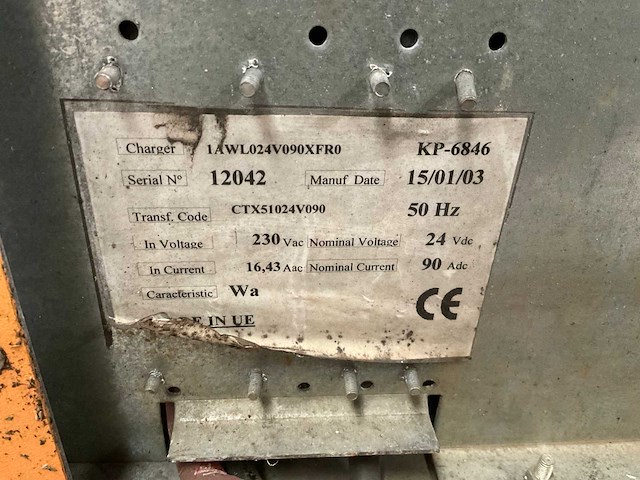 Charger 1AWL024V090XFR0 KP-6846
Serial Nº 12042 Manuf Date 15/01/03
Transf. Code CTX51024V090 50 Hz
In Voltage 230 Vac Nominal Voltage 24 Vdc
In Current 16,43 Aac Nominal Current 90 Adc
Caracteristic Wa
CE
E IN UE